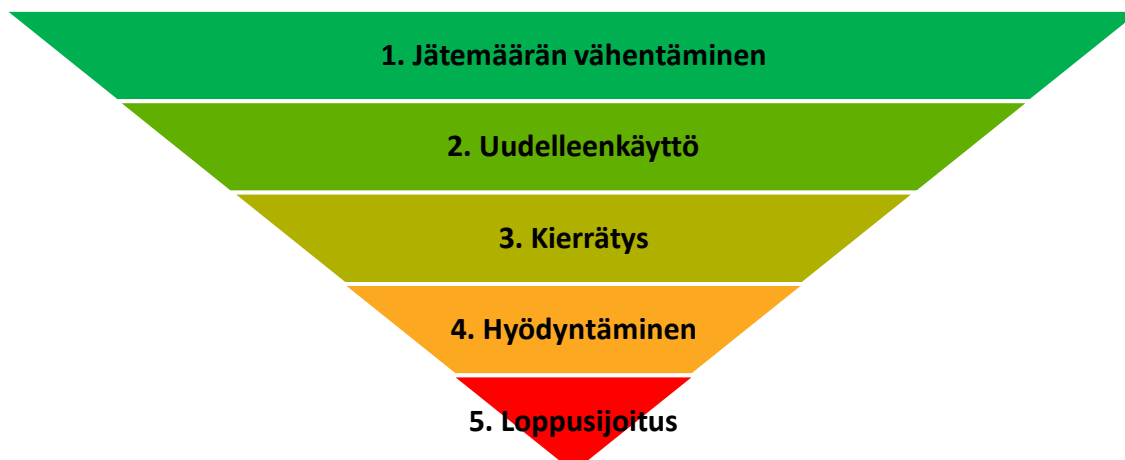 1. Jätemäärän vähentäminen
2. Uudelleenkäyttö
3. Kierrätys
4. Hyödyntäminen
5. Loppusijoitus